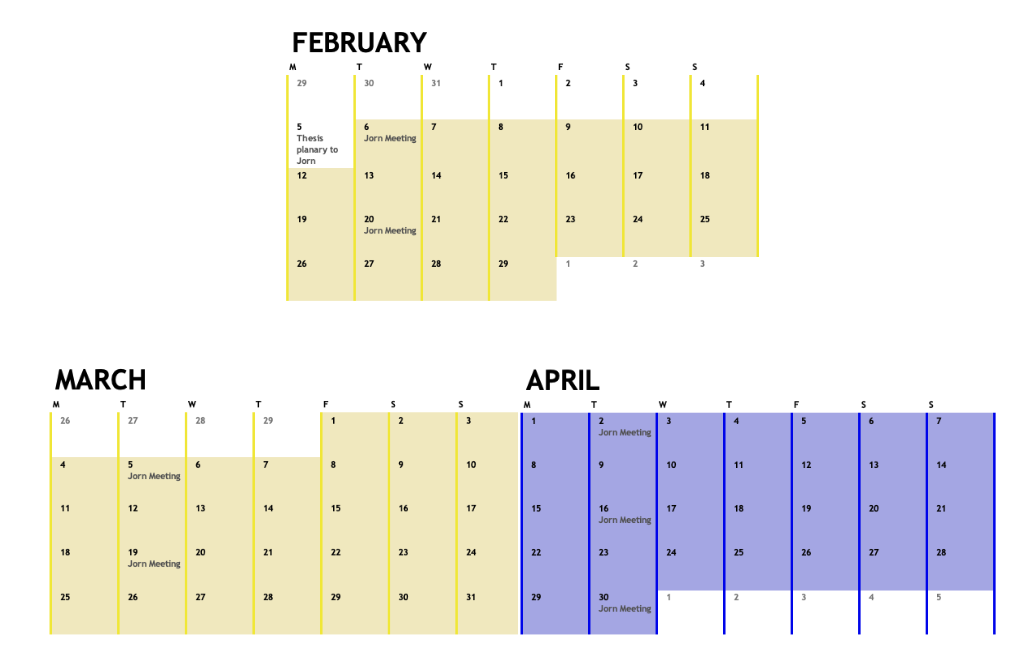 FEBRUARY
M T W T F S S
29 30 31 1 2 3 4
5 6 7 8 9 10 11
Thesis Jorn Meeting
planary to
Jorn
12 13 14 15 16 17 18
19 20 21 22 23 24 25
Jorn Meeting
26 27 28 29 1 2 3
MARCH
M T W T F S S
26 27 28 29 1 2 3
4 5 6 7 8 9 10
Jorn Meeting
11 12 13 14 15 16 17
18 19 20 21 22 23 24
Jorn Meeting
25 26 27 28 29 30 31
APRIL
M T W T F S S
1 2 3 4 5 6 7
Jorn Meeting
8 9 10 11 12 13 14
15 16 17 18 19 20 21
Jorn Meeting
22 23 24 25 26 27 28
29 30 1 2 3 4 5
Jorn Meeting